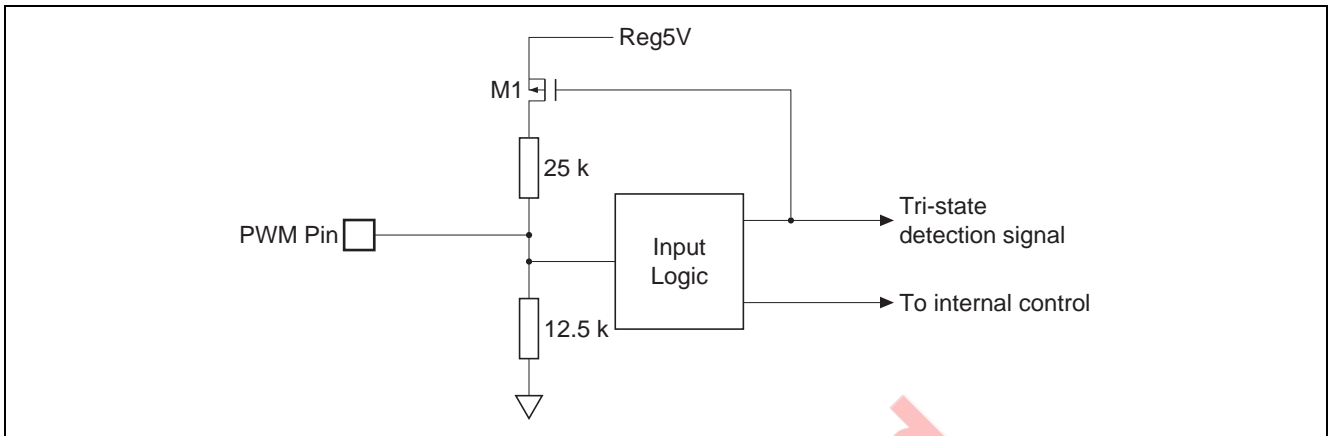 Reg5V
M1
25 k
PWM Pin
Input
Logic
Tri-state
detection signal
To internal control
12.5 k